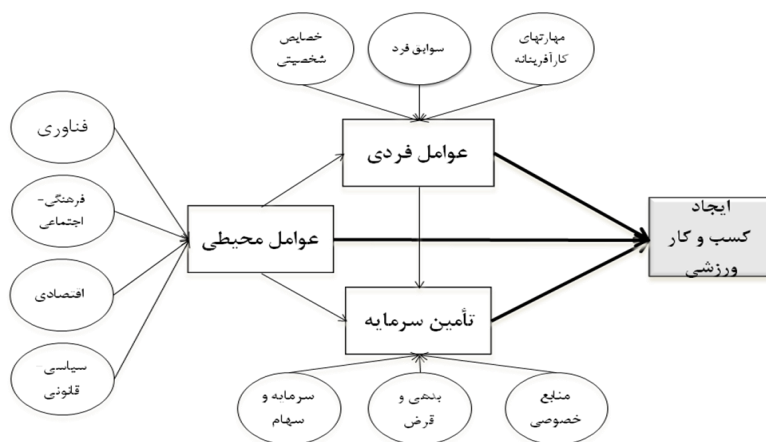 خصایص
شخصیتی
سوابق فرد
مهارتهای
کارآفرینانه
فناوری
عوامل فردی
فرهنگی-
اجتماعی
عوامل محیطی
ایجاد
کسب و کار
ورزشی
اقتصادی
تأمین سرمایه
سیاسی-
قانونی
سرمایه و
سهام
بدهی و
قرض
منابع
خصوصی